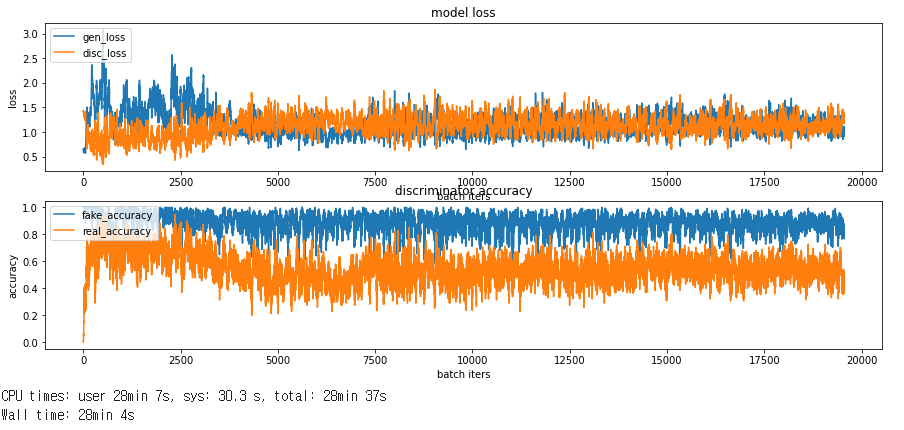 model loss
gen_loss
disc_loss
3.0
2.5
2.0
1.5
1.0
0.5
loss
0 2500 5000 7500 10000 12500 15000 17500 20000
batch iters
discriminator accuracy
fake_accuracy
real_accuracy
1.0
0.8
0.6
0.4
0.2
0.0
accuracy
0 2500 5000 7500 10000 12500 15000 17500 20000
batch iters
CPU times: user 28min 7s, sys: 30.3 s, total: 28min 37s
Wall time: 28min 4s